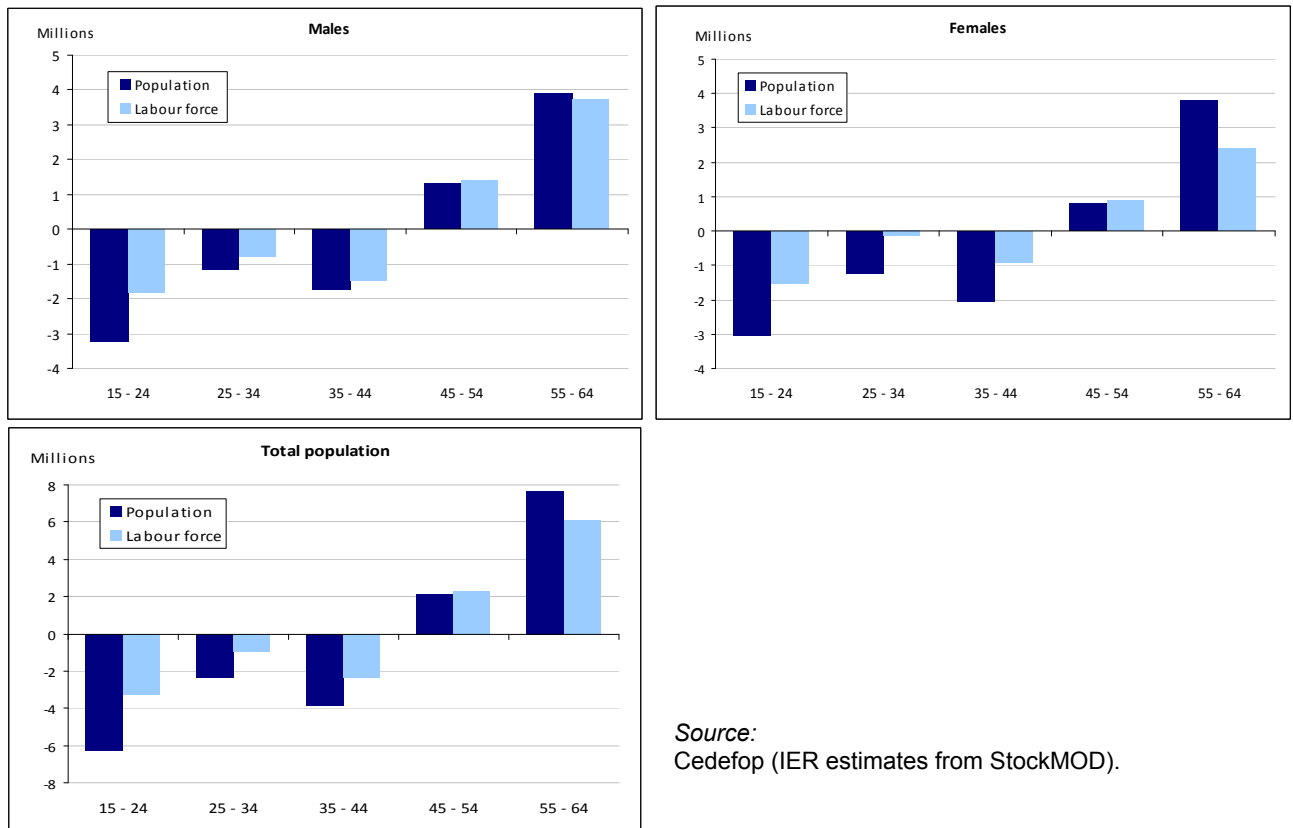 Males
Millions
5
4
3
2
1
0
-1
-2
-3
-4
Population
Labour force
15 - 24 25 - 34 35 - 44 45 - 54 55 - 64
Females
Millions
5
4
3
2
1
0
-1
-2
-3
-4
Population
Labour force
15 - 24 25 - 34 35 - 44 45 - 54 55 - 64
Total population
Millions
8
6
4
2
0
-2
-4
-6
-8
Population
Labour force
15 - 24 25 - 34 35 - 44 45 - 54 55 - 64
Source:
Cedefop (IER estimates from StockMOD).